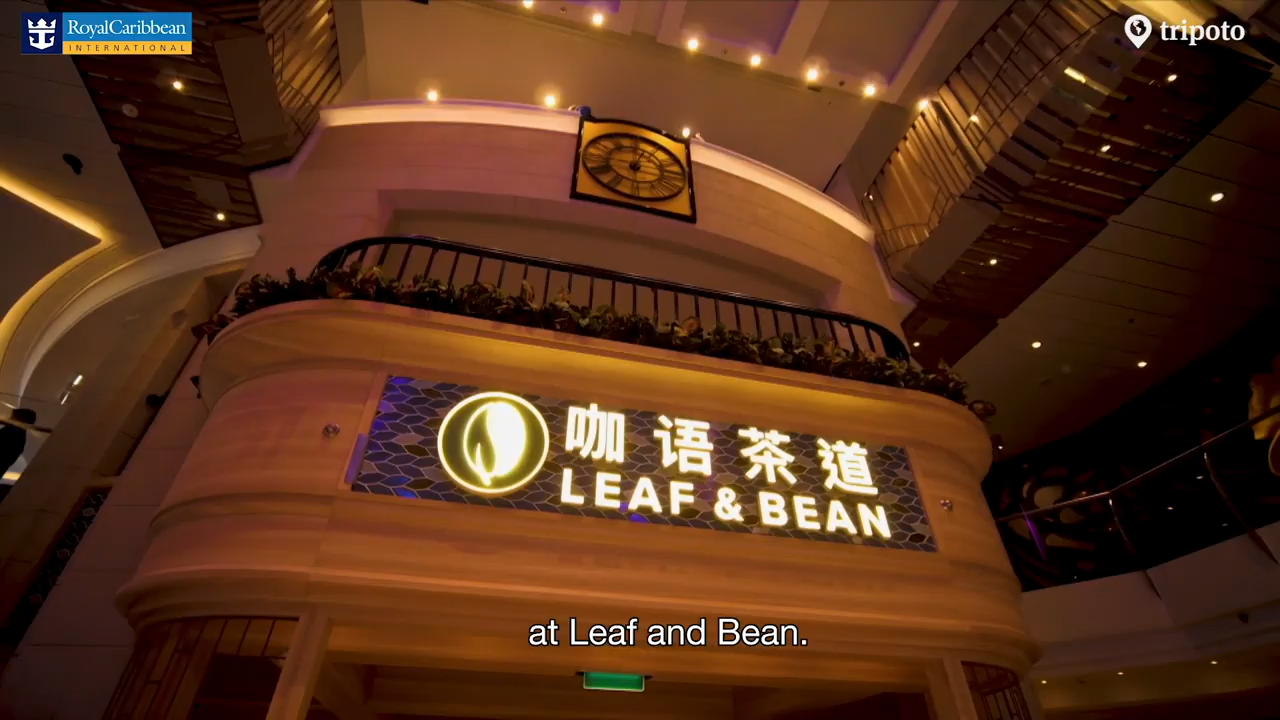 RoyalCaribbean
INTERNATIONAL
tripoto
咖语茶道
LEAF & BEAN
at Leaf and Bean.